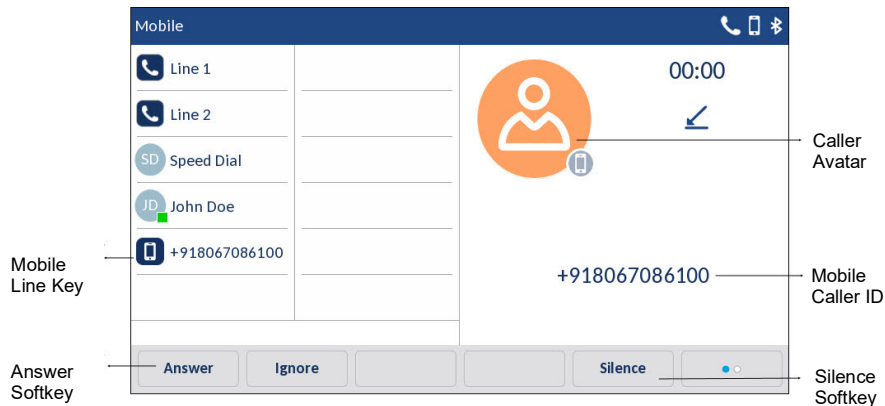 Mobile
Line 1
Line 2
SD Speed Dial
JD John Doe
+918067086100
00:00
+918067086100
Answer
Ignore
Silence
Caller
Avatar
Mobile
Line Key
Mobile
Caller ID
Answer
Softkey
Silence
Softkey